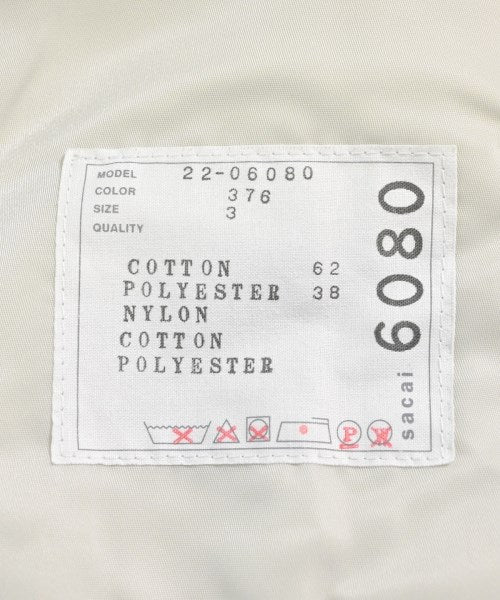 MODEL 22-06080
COLOR 376
SIZE 3
QUALITY
COTTON 62
POLYESTER 38
NYLON
COTTON
POLYESTER
P W
sacai 6080